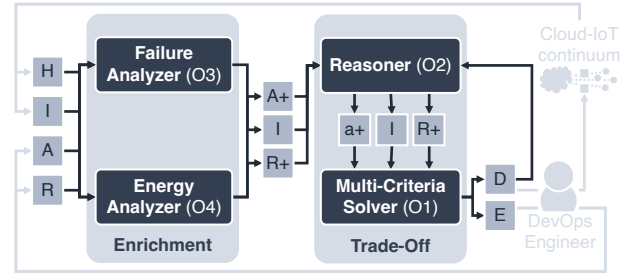 Cloud-IoT
continuum
H
I
A
R
Failure
Analyzer (O3)
Energy
Analyzer (O4)
Enrichment
A+
I
R+
Reasoner (O2)
a+
I
R+
Multi-Criteria
Solver (O1)
Trade-Off
D
E
DevOps
Engineer